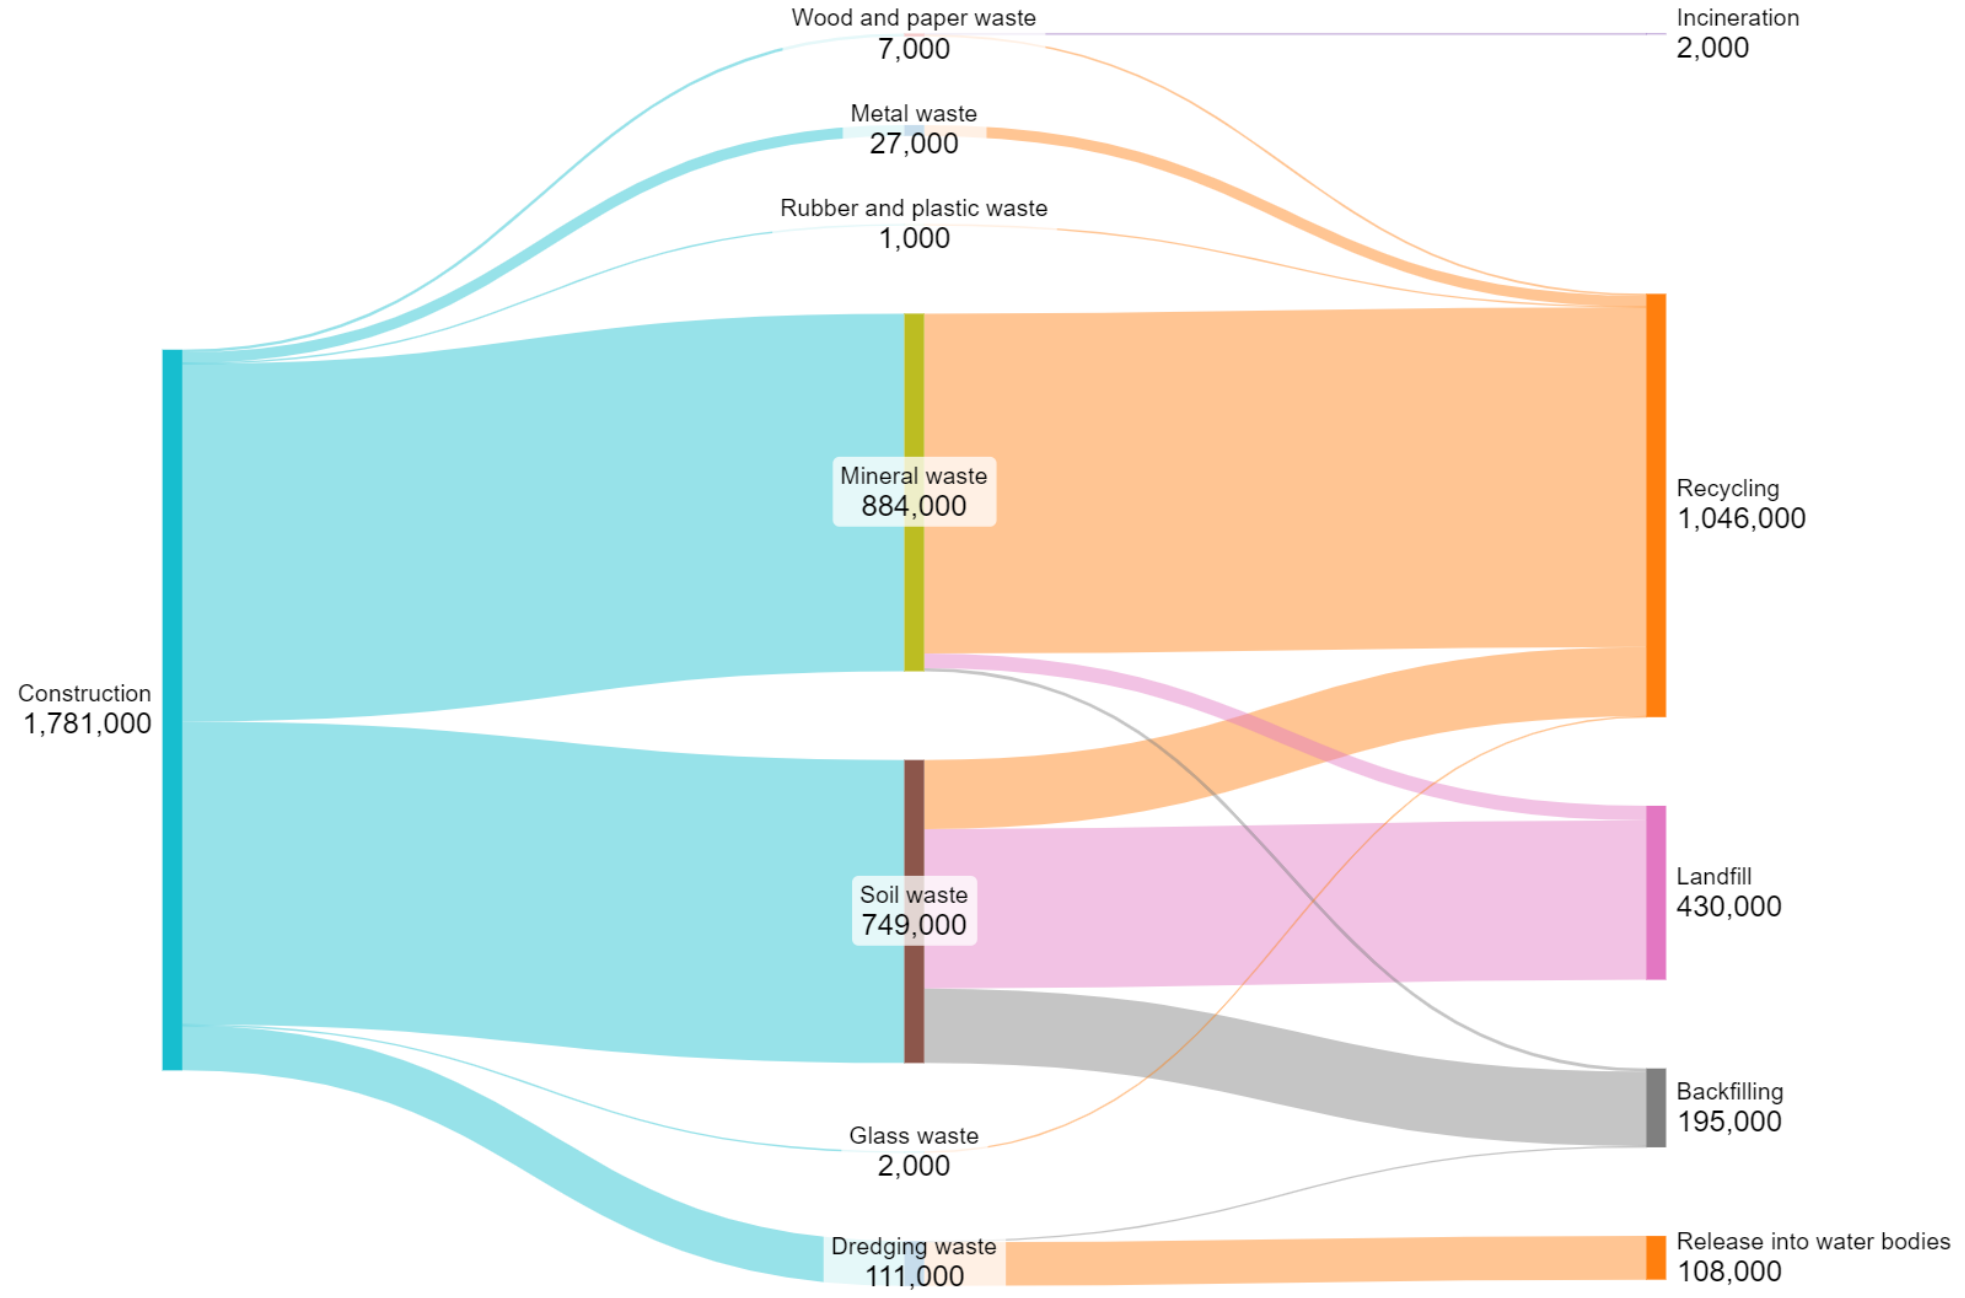 Wood and paper waste
7,000
Incineration
2,000
Metal waste
27,000
Rubber and plastic waste
1,000
Mineral waste
884,000
Recycling
1,046,000
Construction
1,781,000
Soil waste
749,000
Landfill
430,000
Backfilling
195,000
Glass waste
2,000
Dredging waste
111,000
Release into water bodies
108,000